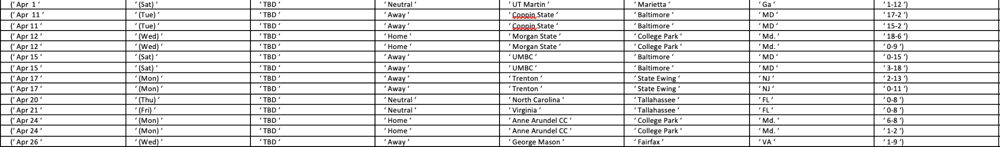 (‘ Apr  1 ‘ ‘ (Sat) ‘ ‘ TBD ‘ ‘ Neutral ‘ ‘ UT Martin ‘ ‘ Marietta ‘ ‘ Ga ‘ ‘ 1-12 ‘)
(‘ Apr  11 ‘ ‘ (Tue) ‘ ‘ TBD ‘ ‘ Away ‘ ‘ Coppin State ‘ ‘ Baltimore ‘ ‘ MD ‘ ‘ 17-2 ‘)
(‘ Apr 11 ‘ ‘ (Tue) ‘ TBD ‘ ‘ Away ‘ ‘ Coppin State ‘ ‘ Baltimore ‘ ‘ MD ‘ ‘ 15-2 ‘)
(‘ Apr 12 ‘ ‘ (Wed) ‘ ‘ TBD ‘ ‘ Home ‘ ‘ Morgan State ‘ ‘ College Park ‘ ‘ Md. ‘ ‘ 18-6 ‘)
(‘ Apr 12 ‘ ‘ (Wed) ‘ ‘ TBD ‘ ‘ Home ‘ ‘ Morgan State ‘ ‘ College Park ‘ ‘ Md. ‘ ‘ 0-9 ‘)
(‘ Apr 15 ‘ ‘ (Sat) ‘ ‘ TBD ‘ ‘ Away ‘ ‘ UMBC ‘ ‘ Baltimore ‘ ‘ MD ‘ ‘ 0-15 ‘)
(‘ Apr 15 ‘ ‘ (Sat) ‘ ‘ TBD ‘ ‘ Away ‘ ‘ UMBC ‘ ‘ Baltimore ‘ ‘ MD ‘ ‘ 3-18 ‘)
(‘ Apr 17 ‘ ‘ (Mon) ‘ ‘ TBD ‘ ‘ Away ‘ ‘ Trenton ‘ ‘ State Ewing ‘ ‘ NJ ‘ ‘ 2-13 ‘)
(‘ Apr 17 ‘ ‘ (Mon) ‘ ‘ TBD ‘ ‘ Away ‘ ‘ Trenton ‘ ‘ State Ewing ‘ ‘ NJ ‘ ‘ 0-11 ‘)
(‘ Apr 20 ‘ ‘ (Thu) ‘ ‘ TBD ‘ ‘ Neutral ‘ ‘ North Carolina ‘ ‘ Tallahassee ‘ ‘ FL ‘ ‘ 0-8 ‘)
(‘ Apr 21 ‘ ‘ (Fri) ‘ ‘ TBD ‘ ‘ Neutral ‘ ‘ Virginia ‘ ‘ Tallahassee ‘ ‘ FL ‘ ‘ 0-8 ‘)
(‘ Apr 24 ‘ ‘ (Mon) ‘ ‘ TBD ‘ ‘ Home ‘ ‘ Anne Arundel CC ‘ ‘ College Park ‘ ‘ Md. ‘ ‘ 6-8 ‘)
(‘ Apr 24 ‘ ‘ (Mon) ‘ ‘ TBD ‘ ‘ Home ‘ ‘ Anne Arundel CC ‘ ‘ College Park ‘ ‘ Md. ‘ ‘ 1-2 ‘)
(‘ Apr 26 ‘ ‘ (Wed) ‘ ‘ TBD ‘ ‘ Away ‘ ‘ George Mason ‘ ‘ Fairfax ‘ ‘ VA ‘ ‘ 1-9 ‘)